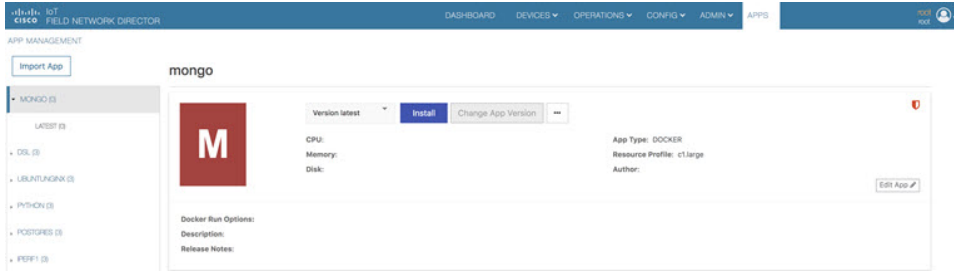 CISCO IoT
FIELD NETWORK DIRECTOR
DASHBOARD DEVICES OPERATIONS CONFIG ADMIN APPS
root
root
APP MANAGEMENT
Import App
mongo
MONGO (0)
LATEST (0)
DSL (3)
UBUNTUNGINX (3)
PYTHON (3)
POSTGRES (3)
IPERF1 (3)
M
Version latest Install Change App Version ...
CPU: App Type: DOCKER
Memory: Resource Profile: c1.large
Disk: Author:
Edit App
Docker Run Options:
Description:
Release Notes: